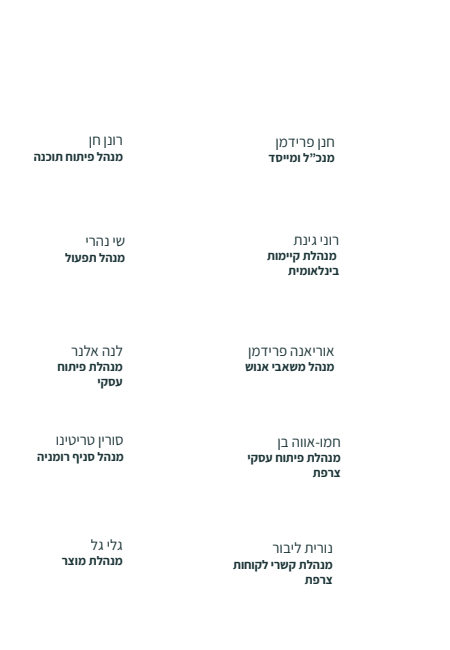 חנן פרידמן
מנכ”ל ומייסד
רונן חן
מנהל פיתוח תוכנה
רוני גינת
מנהלת קיימות
בינלאומית
שי נהרי
מנהל תפעול
אוריאנה פרידמן
מנהל משאבי אנוש
לנה אלנר
מנהלת פיתוח
עסקי
חמו-אווה בן
מנהלת פיתוח עסקי
צרפת
סורין טריטינו
מנהל סניף רומניה
נורית ליבור
מנהלת קשרי לקוחות
צרפת
גלי גל
מנהלת מוצר